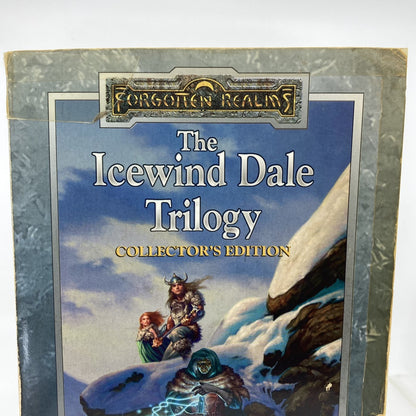 FORGOTTEN REALMS
The
Icewind Dale
Trilogy
COLLECTOR'S EDITION